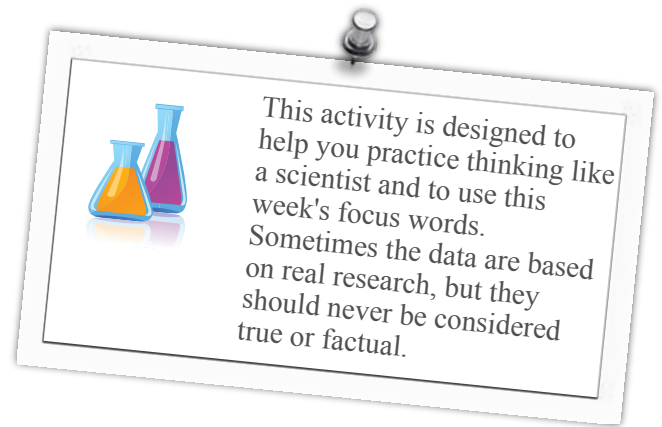 This activity is designed to
help you practice thinking like
a scientist and to use this
week's focus words.
Sometimes the data are based
on real research, but they
should never be considered
true or factual.